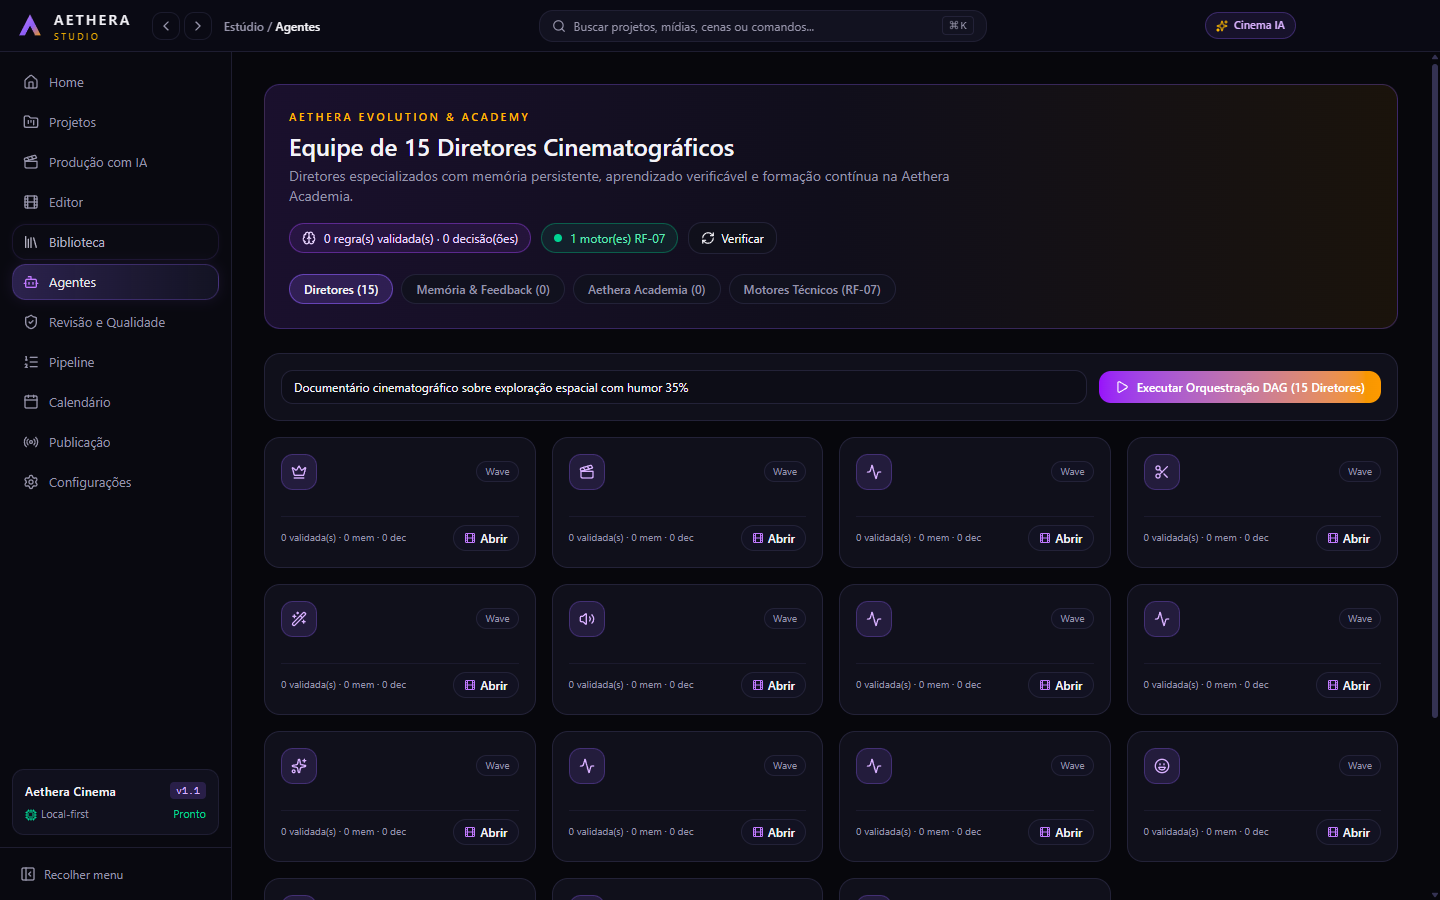 AETHERA
STUDIO
Estúdio / Agentes
Buscar projetos, mídias, cenas ou comandos...
⌘K
Cinema IA
Home
Projetos
Produção com IA
Editor
Biblioteca
Agentes
Revisão e Qualidade
Pipeline
Calendário
Publicação
Configurações
Aethera Cinema
v1.1
Local-first
Pronto
Recolher menu
AETHERA EVOLUTION & ACADEMY
Equipe de 15 Diretores Cinematográficos
Diretores especializados com memória persistente, aprendizado verificável e formação contínua na Aethera
Academia.
0 regra(s) validada(s) · 0 decisão(ões)
1 motor(es) RF-07
Verificar
Diretores (15)
Memória & Feedback (0)
Aethera Academia (0)
Motores Técnicos (RF-07)
Documentário cinematográfico sobre exploração espacial com humor 35%
Executar Orquestração DAG (15 Diretores)
Wave
0 validada(s) · 0 mem · 0 dec
Abrir
Wave
0 validada(s) · 0 mem · 0 dec
Abrir
Wave
0 validada(s) · 0 mem · 0 dec
Abrir
Wave
0 validada(s) · 0 mem · 0 dec
Abrir
Wave
0 validada(s) · 0 mem · 0 dec
Abrir
Wave
0 validada(s) · 0 mem · 0 dec
Abrir
Wave
0 validada(s) · 0 mem · 0 dec
Abrir
Wave
0 validada(s) · 0 mem · 0 dec
Abrir
Wave
0 validada(s) · 0 mem · 0 dec
Abrir
Wave
0 validada(s) · 0 mem · 0 dec
Abrir
Wave
0 validada(s) · 0 mem · 0 dec
Abrir
Wave
0 validada(s) · 0 mem · 0 dec
Abrir